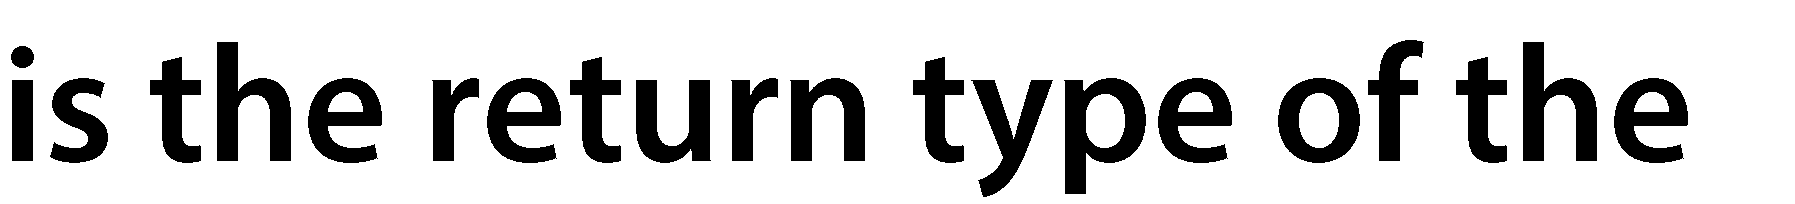 is the return type of the